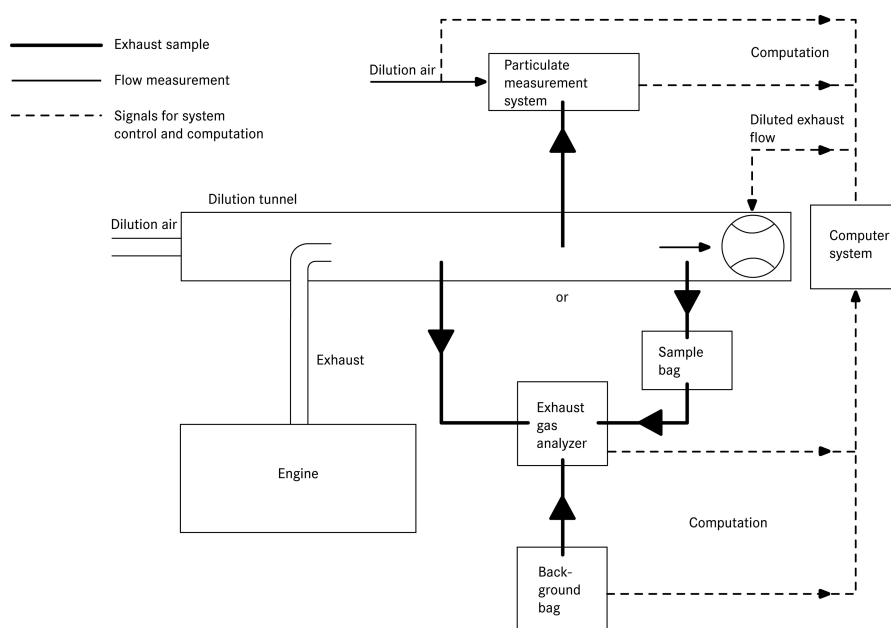 Exhaust sample
Flow measurement
Signals for system
control and computation
Dilution air
Particulate
measurement
system
Computation
Diluted exhaust
flow
Dilution tunnel
Dilution air
Computer
system
or
Exhaust
Sample
bag
Exhaust
gas
analyzer
Engine
Computation
Back-
ground
bag